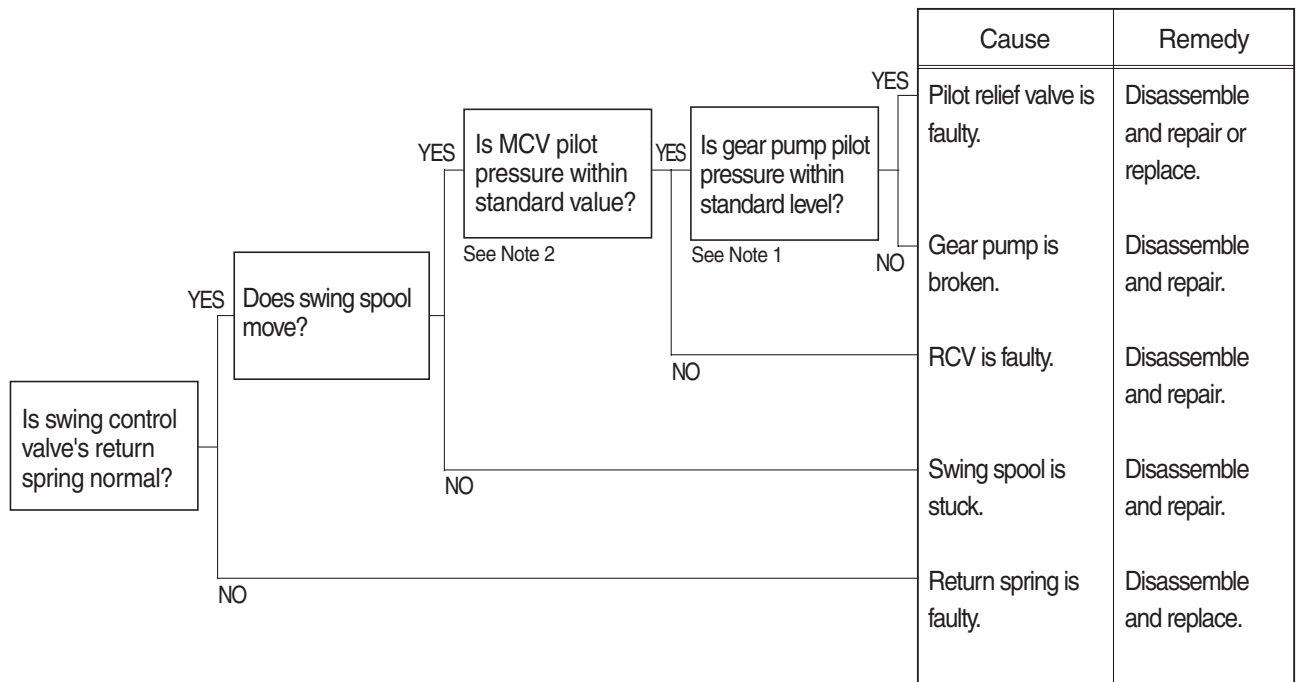 Cause
Remedy
YES
Pilot relief valve is
faulty.
Disassemble
and repair or
replace.
YES
Is MCV pilot
pressure within
standard value?
See Note 2
YES
Is gear pump pilot
pressure within
standard level?
See Note 1
NO
Gear pump is
broken.
Disassemble
and repair.
YES
Does swing spool
move?
NO
RCV is faulty.
Disassemble
and repair.
Is swing control
valve's return
spring normal?
NO
Swing spool is
stuck.
Disassemble
and repair.
NO
Return spring is
faulty.
Disassemble
and replace.